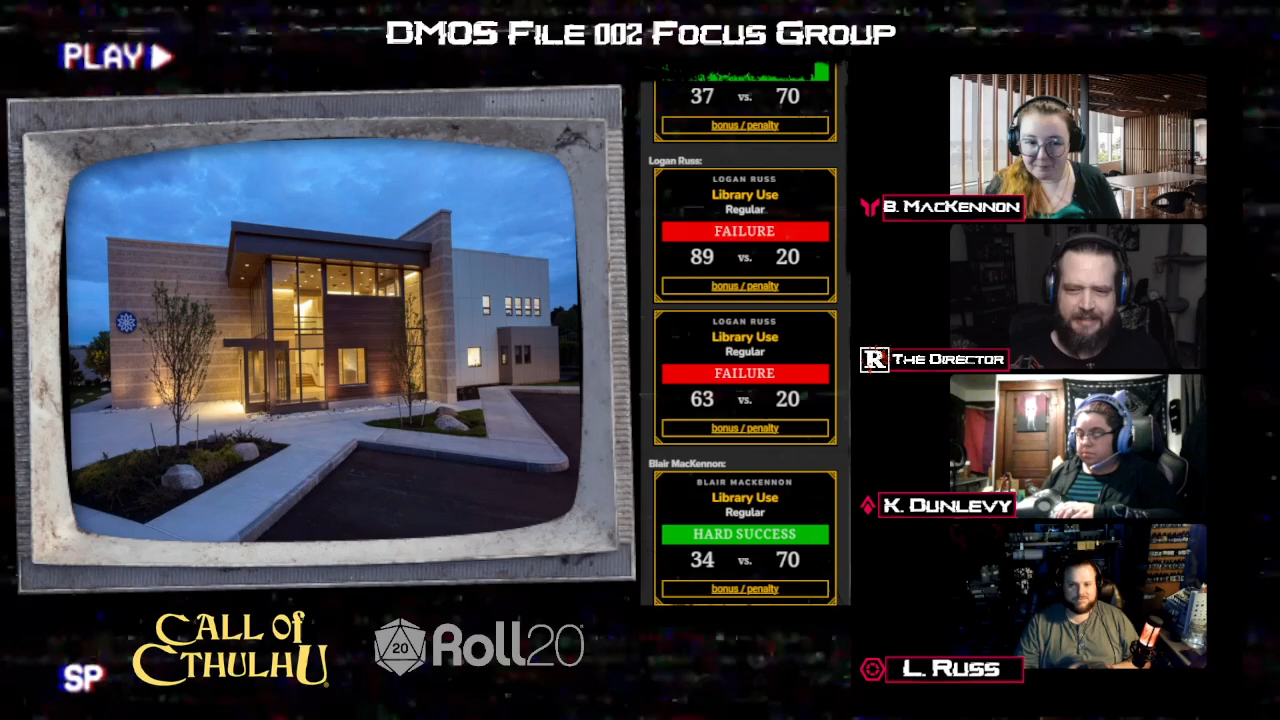 DMOS File 002 Focus Group
PLAY
37 vs. 70
bonus / penalty
Logan Russ:
LOGAN RUSS
Library Use
Regular
FAILURE
89 vs. 20
bonus / penalty
LOGAN RUSS
Library Use
Regular
FAILURE
63 vs. 20
bonus / penalty
Blair MacKennon:
BLAIR MACKENNON
Library Use
Regular
HARD SUCCESS
34 vs. 70
bonus / penalty
B. MacKennon
R The Director
K. Dunlevy
L. Russ
CALL of
CTHULHU
20 Roll20
SP